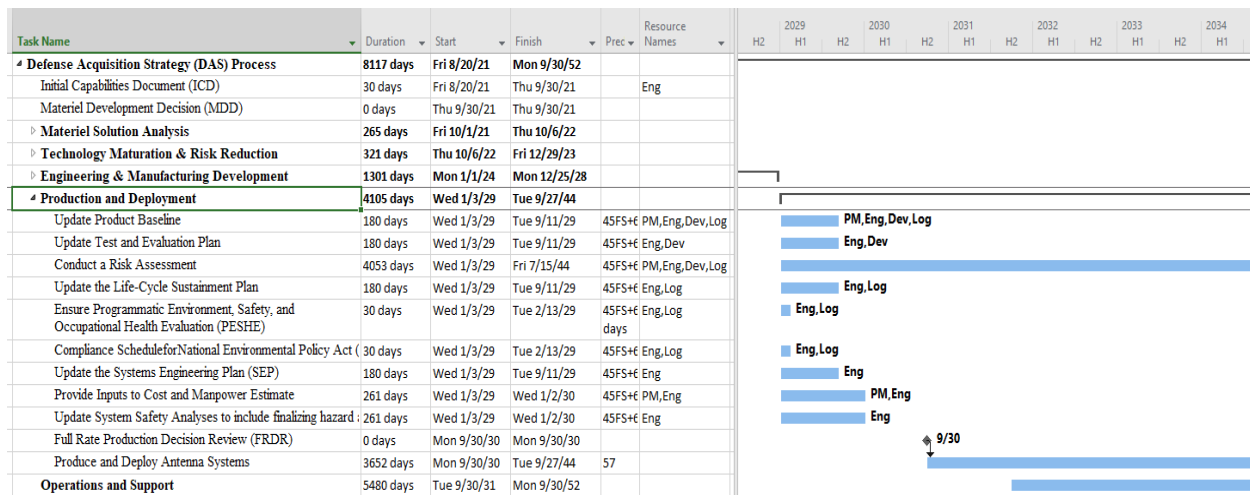 Resource
2029 2030 2031 2032 2033 2034
Task Name Duration Start Finish Prec Names H2 H1 H2 H1 H2 H1 H2 H1 H2 H1 H2 H1
Defense Acquisition Strategy (DAS) Process 8117 days Fri 8/20/21 Mon 9/30/52
Initial Capabilities Document (ICD) 30 days Fri 8/20/21 Thu 9/30/21 Eng
Materiel Development Decision (MDD) 0 days Thu 9/30/21 Thu 9/30/21
Materiel Solution Analysis 265 days Fri 10/1/21 Thu 10/6/22
Technology Maturation & Risk Reduction 321 days Thu 10/6/22 Fri 12/29/23
Engineering & Manufacturing Development 1301 days Mon 1/1/24 Mon 12/25/28
Production and Deployment 4105 days Wed 1/3/29 Tue 9/27/44
Update Product Baseline 180 days Wed 1/3/29 Tue 9/11/29 45FS+6 PM,Eng,Dev,Log PM,Eng,Dev,Log
Update Test and Evaluation Plan 180 days Wed 1/3/29 Tue 9/11/29 45FS+6 Eng,Dev Eng,Dev
Conduct a Risk Assessment 4053 days Wed 1/3/29 Fri 7/15/44 45FS+6 PM,Eng,Dev,Log
Update the Life-Cycle Sustainment Plan 180 days Wed 1/3/29 Tue 9/11/29 45FS+6 Eng,Log Eng,Log
Ensure Programmatic Environment, Safety, and 30 days Wed 1/3/29 Tue 2/13/29 45FS+6 Eng,Log Eng,Log
Occupational Health Evaluation (PESHE) days
Compliance ScheduleforNational Environmental Policy Act ( 30 days Wed 1/3/29 Tue 2/13/29 45FS+6 Eng,Log Eng,Log
Update the Systems Engineering Plan (SEP) 180 days Wed 1/3/29 Tue 9/11/29 45FS+6 Eng Eng
Provide Inputs to Cost and Manpower Estimate 261 days Wed 1/3/29 Wed 1/2/30 45FS+6 PM,Eng PM,Eng
Update System Safety Analyses to include finalizing hazard 261 days Wed 1/3/29 Wed 1/2/30 45FS+6 Eng Eng
Full Rate Production Decision Review (FRDR) 0 days Mon 9/30/30 Mon 9/30/30 9/30
Produce and Deploy Antenna Systems 3652 days Mon 9/30/30 Tue 9/27/44 57
Operations and Support 5480 days Tue 9/30/31 Mon 9/30/52